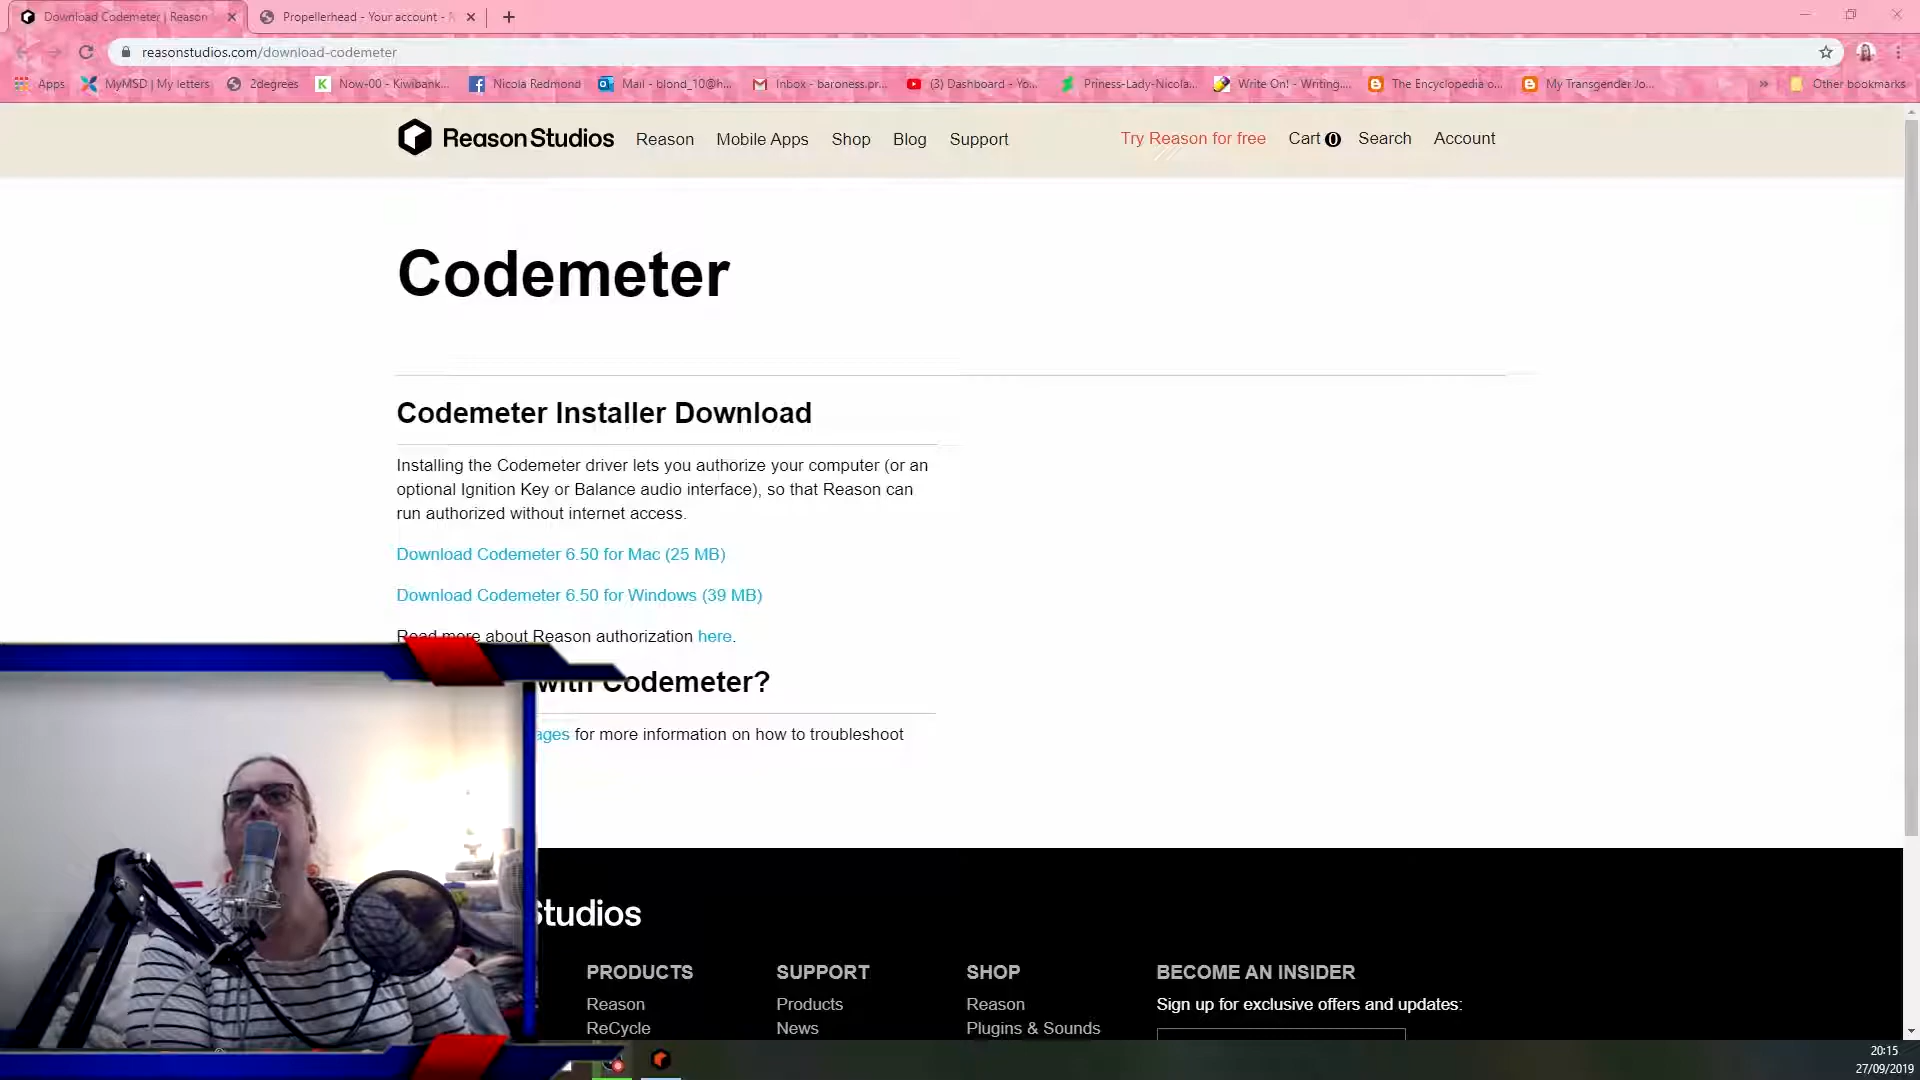 Download Codemeter | Reason
Propellerhead - Your account -
reasonstudios.com/download-codemeter
Apps
MyMSD | My letters
2degrees
Now-00 - Kiwibank...
Nicola Redmond
Mail - blond_10@h...
Inbox - baroness.pr...
(3) Dashboard - Yo...
Priness-Lady-Nicola...
Write On! - Writing....
The Encyclopedia o...
My Transgender Jo...
»
Other bookmarks
Reason Studios
Reason
Mobile Apps
Shop
Blog
Support
Try Reason for free
Cart 0
Search
Account
Codemeter
Codemeter Installer Download
Installing the Codemeter driver lets you authorize your computer (or an
optional Ignition Key or Balance audio interface), so that Reason can
run authorized without internet access.
Download Codemeter 6.50 for Mac (25 MB)
Download Codemeter 6.50 for Windows (39 MB)
Read more about Reason authorization here.
with Codemeter?
ages for more information on how to troubleshoot
Studios
PRODUCTS
Reason
ReCycle
SUPPORT
Products
News
SHOP
Reason
Plugins & Sounds
BECOME AN INSIDER
Sign up for exclusive offers and updates:
20:15
27/09/2019